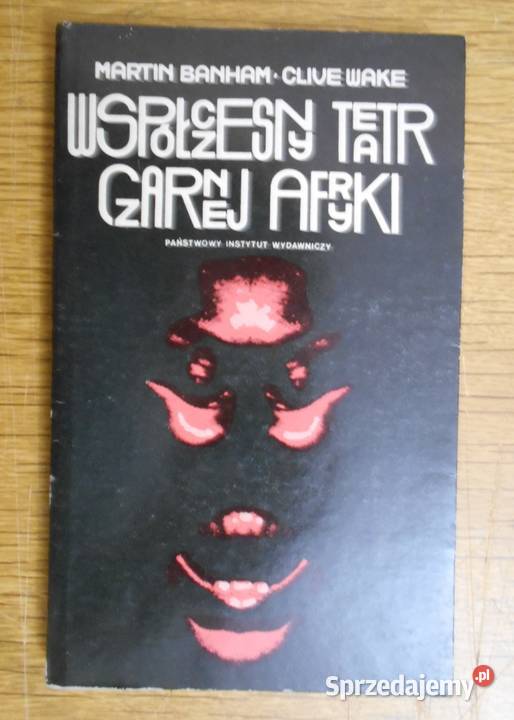 MARTIN BANHAM • CLIVE WAKE
WSPÓŁCZESNY TEATR
CZARNEJ AFRYKI
PAŃSTWOWY INSTYTUT WYDAWNICZY
Sprzedajemy.pl